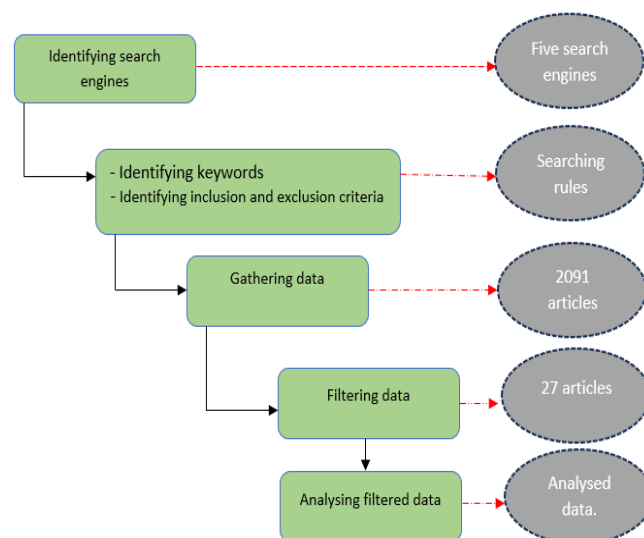 Identifying search
engines
Five search
engines
- Identifying keywords
- Identifying inclusion and exclusion criteria
Searching
rules
Gathering data
2091
articles
Filtering data
27 articles
Analysing filtered data
Analysed
data.